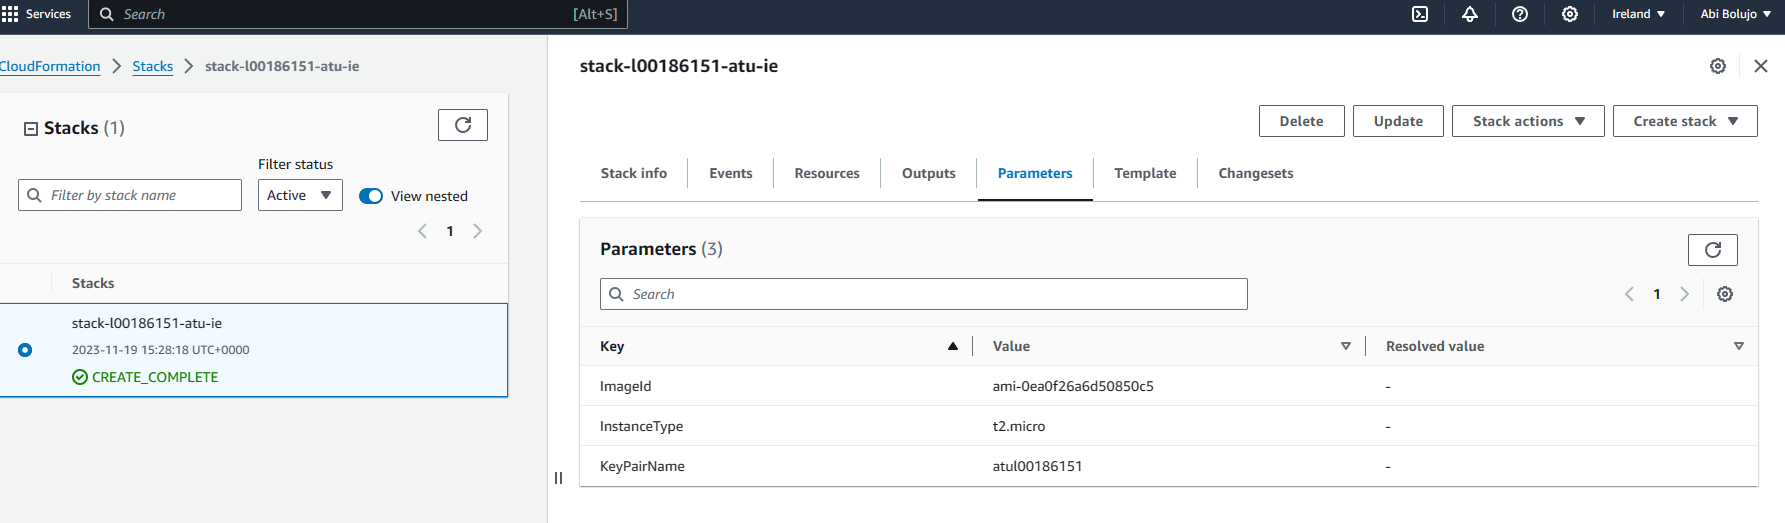 Services
Search [Alt+S]
Ireland
Abi Bolujo
CloudFormation > Stacks > stack-l00186151-atu-ie
Stacks (1)
Filter status
Filter by stack name
Active
View nested
1
Stacks
stack-l00186151-atu-ie
2023-11-19 15:28:18 UTC+0000
CREATE_COMPLETE
stack-l00186151-atu-ie
Delete
Update
Stack actions
Create stack
Stack info
Events
Resources
Outputs
Parameters
Template
Changesets
Parameters (3)
Search
1
Key Value Resolved value
ImageId ami-0ea0f26a6d50850c5 -
InstanceType t2.micro -
KeyPairName atul00186151 -